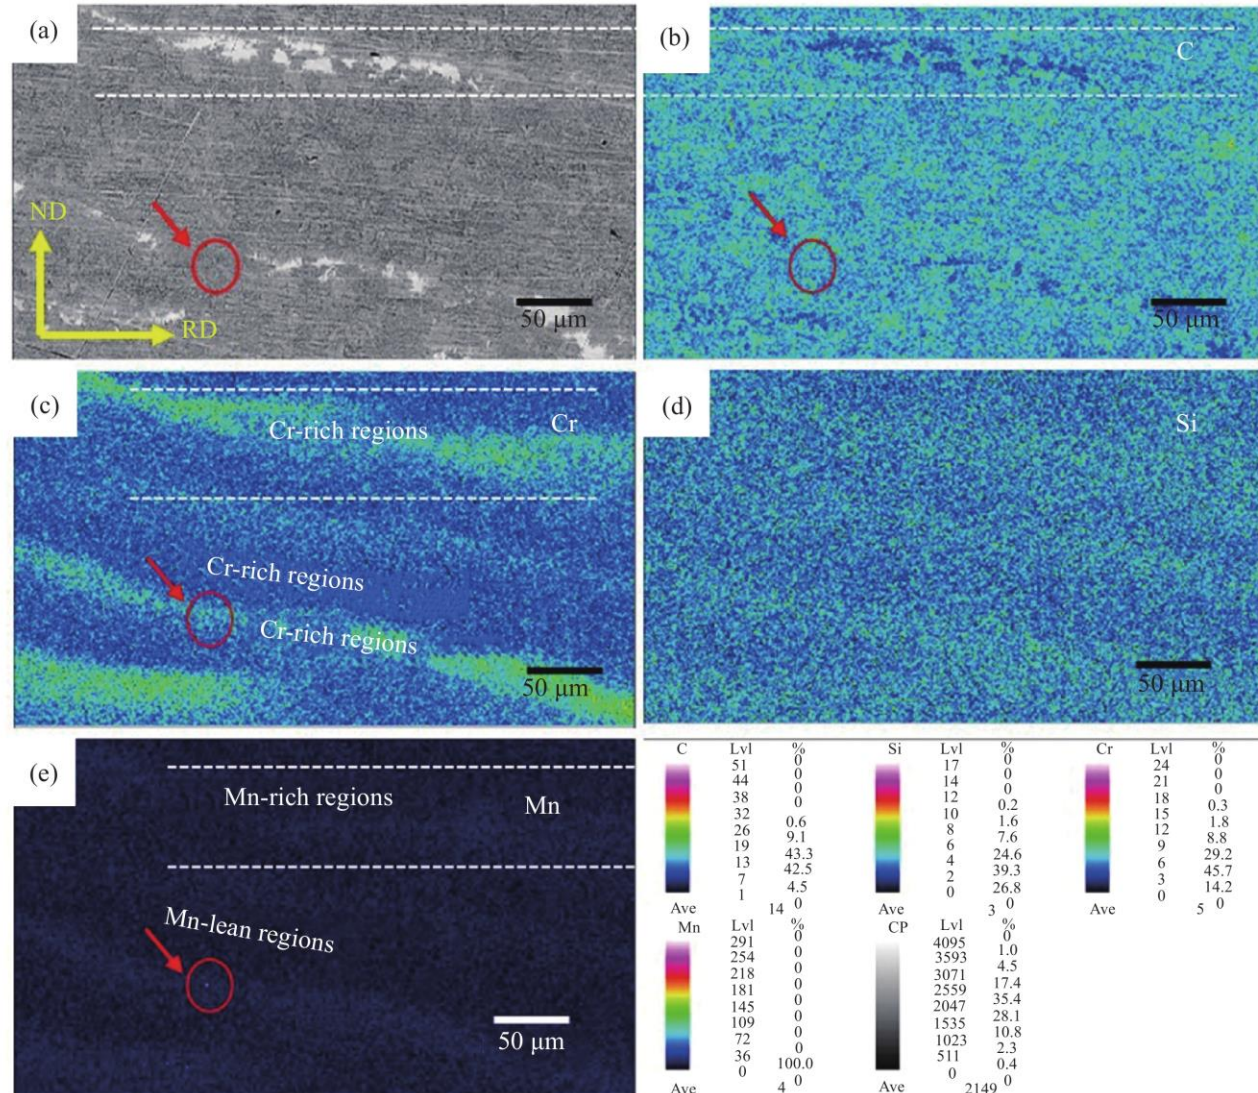 (a)
ND
RD
50 μm
(b)
C
50 μm
(c)
Cr
Cr-rich regions
Cr-rich regions
Cr-rich regions
50 μm
(d)
Si
50 μm
(e)
Mn-rich regions
Mn
Mn-lean regions
50 μm
C Lvl %
51 0
44 0
38 0
32 0
26 0.6
19 9.1
13 43.3
7 42.5
1 4.5
0
Ave 14
Si Lvl %
17 0
14 0
12 0
10 0.2
8 1.6
6 7.6
4 24.6
2 39.3
0 26.8
0
Ave 3
Cr Lvl %
24 0
21 0
18 0
15 0.3
12 1.8
9 8.8
6 29.2
3 45.7
0 14.2
0
Ave 5
Mn Lvl %
291 0
254 0
218 0
181 0
145 0
109 0
72 0
36 0
0 100.0
0
Ave 4
CP Lvl %
4095 0
3593 1.0
3071 4.5
2559 17.4
2047 35.4
1535 28.1
1023 10.8
511 2.3
0 0.4
0
Ave 2149